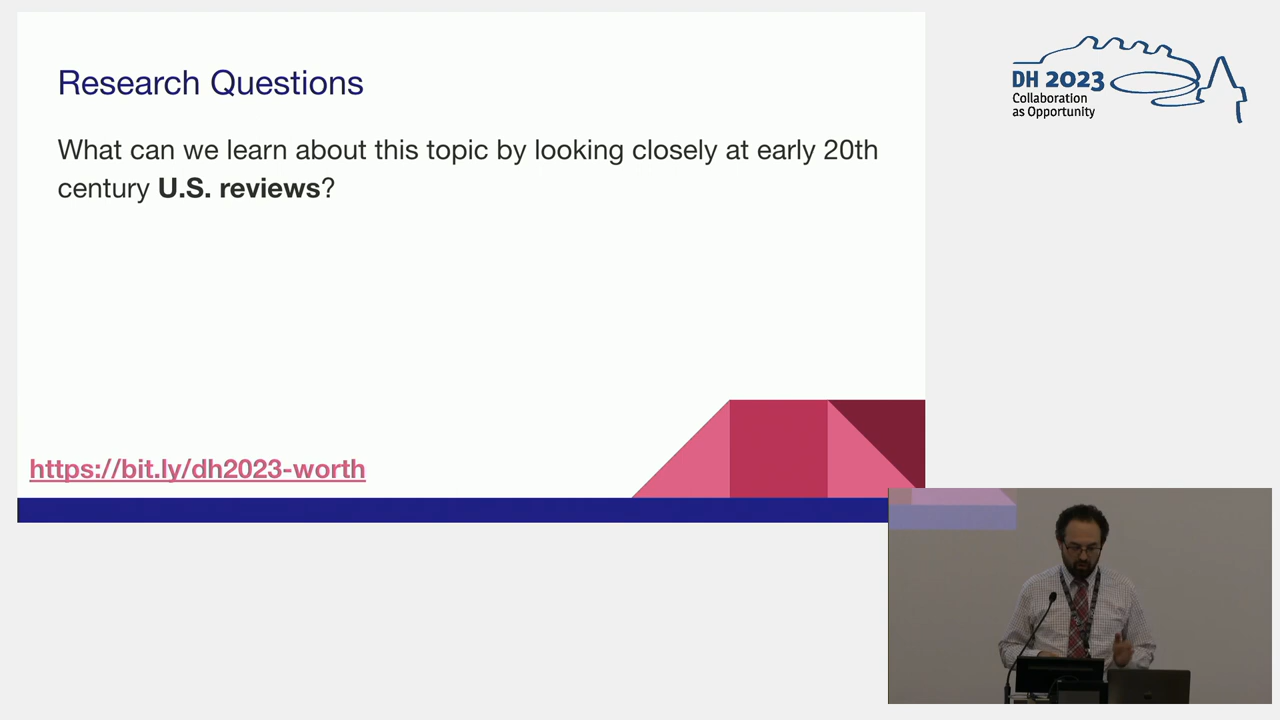 Research Questions
What can we learn about this topic by looking closely at early 20th
century U.S. reviews?
https://bit.ly/dh2023-worth
DH 2023
Collaboration
as Opportunity